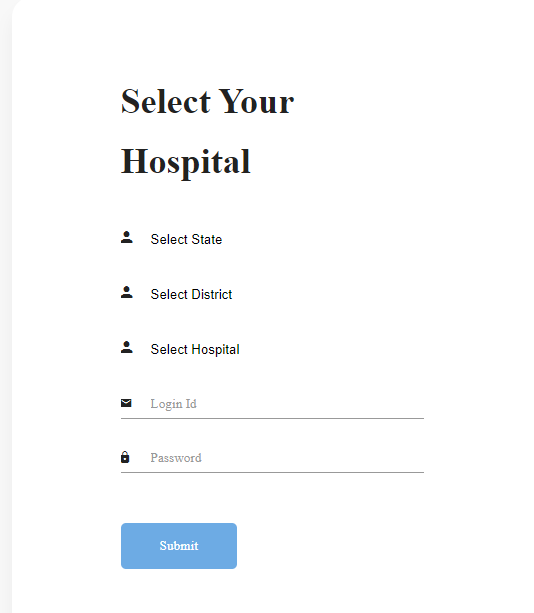 Select Your
Hospital
Select State
Select District
Select Hospital
Login Id
Password
Submit